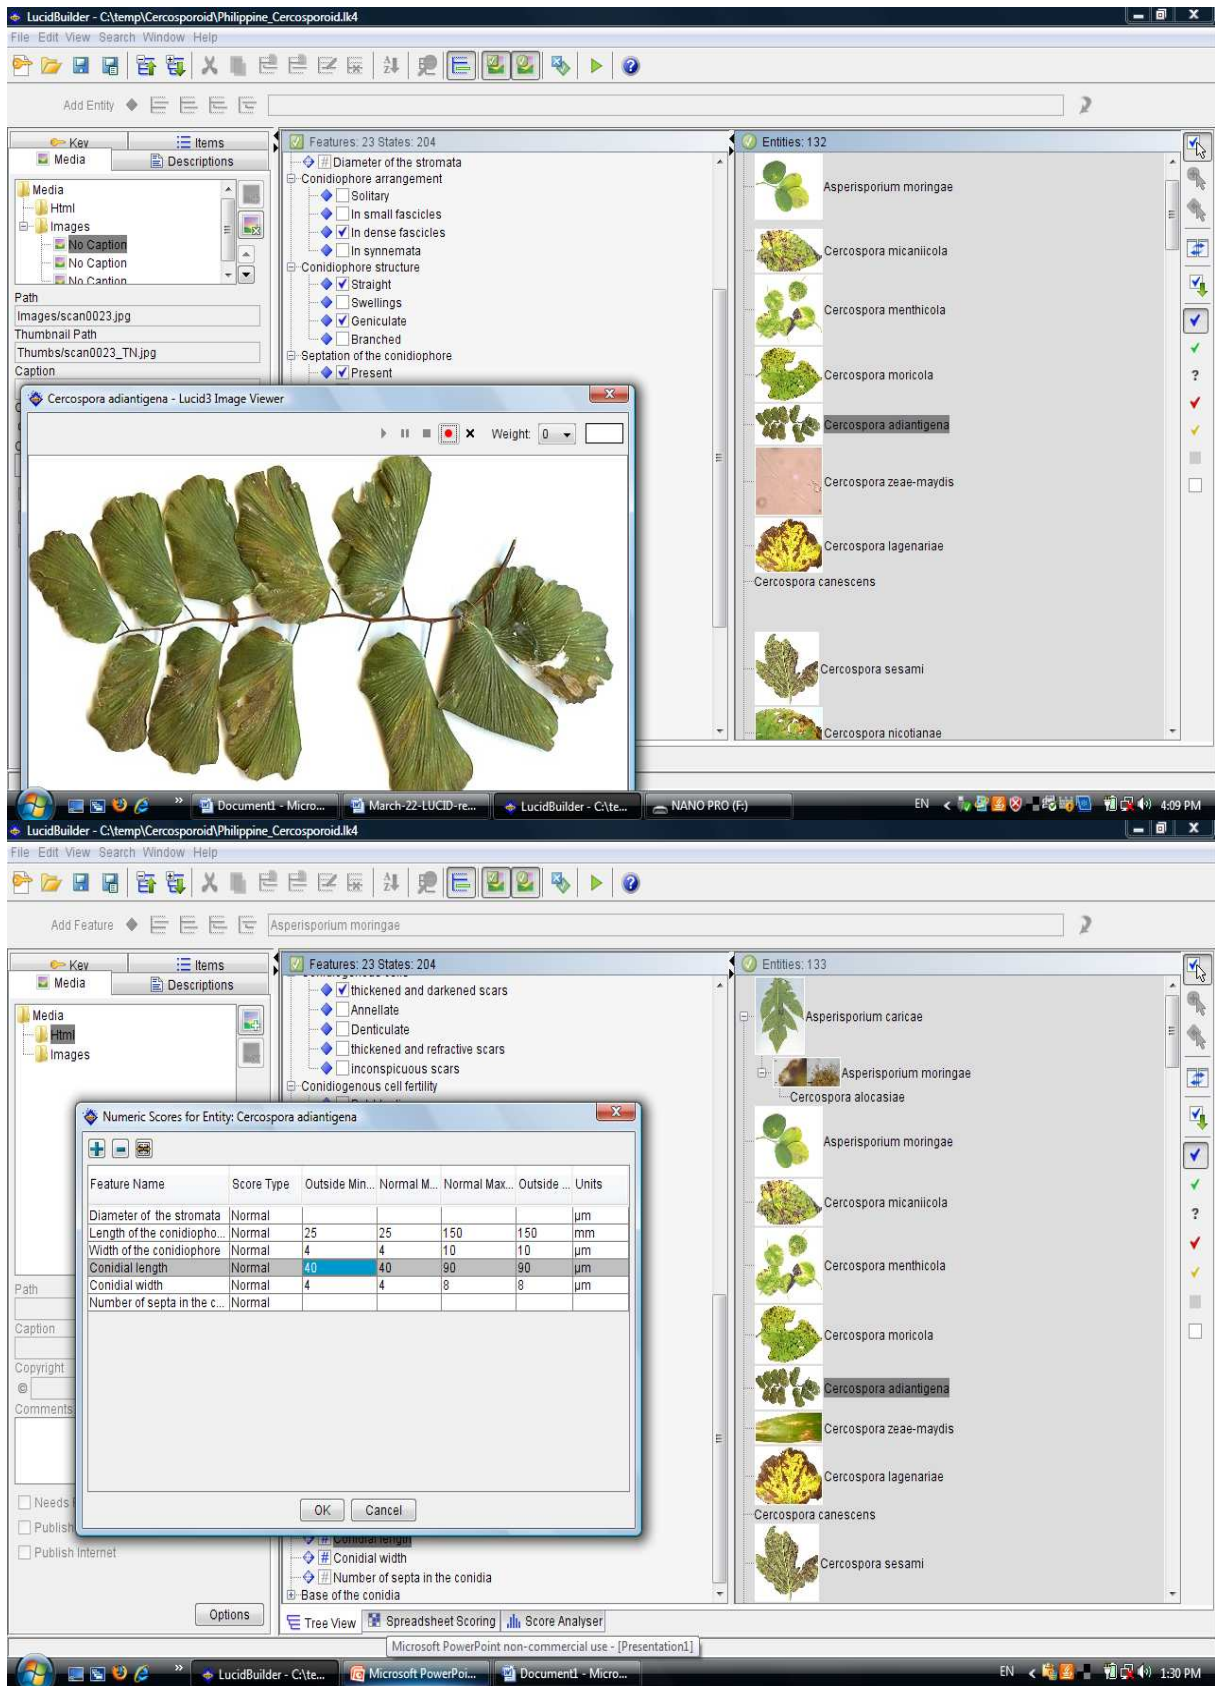 LucidBuilder - C:\temp\Cercosporoid\Philippine_Cercosporoid.lk4
File Edit View Search Window Help
Add Entity
Key Items
Media Descriptions
Media
Html
Images
No Caption
No Caption
No Caption
Path
Images/scan0023.jpg
Thumbnail Path
Thumbs/scan0023_TN.jpg
Caption
Features: 23 States: 204
Diameter of the stromata
Conidiophore arrangement
Solitary
In small fascicles
In dense fascicles
In synnemata
Conidiophore structure
Straight
Swellings
Geniculate
Branched
Septation of the conidiophore
Present
Cercospora adiantigena - Lucid3 Image Viewer
Weight: 0
Entities: 132
Asperisporium moringae
Cercospora micaniicola
Cercospora menthicola
Cercospora moricola
Cercospora adiantigena
Cercospora zeae-maydis
Cercospora lagenariae
Cercospora canescens
Cercospora sesami
Cercospora nicotianae
Document1 - Micro... March-22-LUCID-re... LucidBuilder - C:\te... NANO PRO (F:) EN 4:09 PM
LucidBuilder - C:\temp\Cercosporoid\Philippine_Cercosporoid.lk4
File Edit View Search Window Help
Add Feature Asperisporium moringae
Key Items
Media Descriptions
Media
Html
Images
Path
Caption
Copyright
©
Comments
Needs
Publish
Publish Internet
Options
Features: 23 States: 204
thickened and darkened scars
Annellate
Denticulate
thickened and refractive scars
inconspicuous scars
Conidiogenous cell fertility
Numeric Scores for Entity: Cercospora adiantigena
Feature Name Score Type Outside Min... Normal M... Normal Max... Outside ... Units
Diameter of the stromata Normal µm
Length of the conidiopho... Normal 25 25 150 150 mm
Width of the conidiophore Normal 4 4 10 10 µm
Conidial length Normal 40 40 90 90 µm
Conidial width Normal 4 4 8 8 µm
Number of septa in the c... Normal
OK Cancel
Conidial length
Conidial width
Number of septa in the conidia
Base of the conidia
Tree View Spreadsheet Scoring Score Analyser
Microsoft PowerPoint non-commercial use - [Presentation1]
Entities: 133
Asperisporium caricae
Asperisporium moringae
Cercospora alocasiae
Asperisporium moringae
Cercospora micaniicola
Cercospora menthicola
Cercospora moricola
Cercospora adiantigena
Cercospora zeae-maydis
Cercospora lagenariae
Cercospora canescens
Cercospora sesami
LucidBuilder - C:\te... Microsoft PowerPoi... Document1 - Micro... EN 1:30 PM